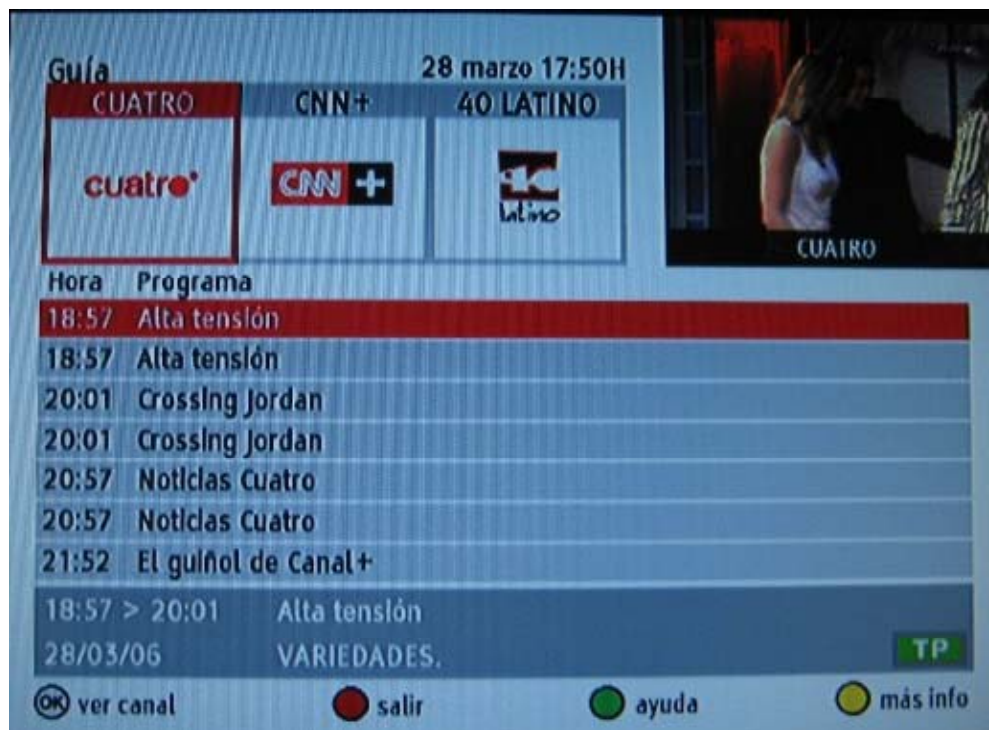 Guía
28 marzo 17:50H
CUATRO
CNN+
40 LATINO
cuatro
CNN +
latino
CUATRO
Hora Programa
18:57 Alta tensión
18:57 Alta tensión
20:01 Crossing Jordan
20:01 Crossing Jordan
20:57 Noticias Cuatro
20:57 Noticias Cuatro
21:52 El guiñol de Canal+
18:57 > 20:01 Alta tensión
28/03/06 VARIEDADES.
TP
OK ver canal salir ayuda más info